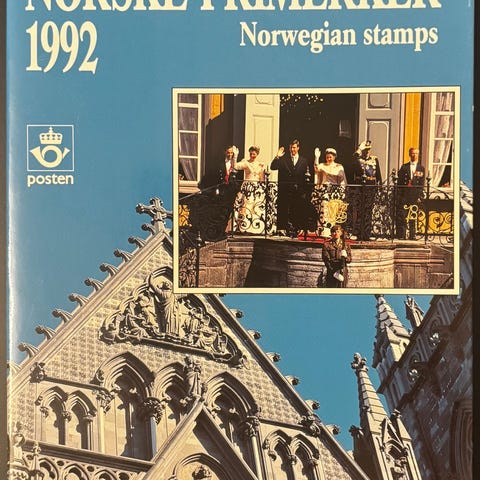 NORSKE FRIMERKER
1992
Norwegian stamps
posten